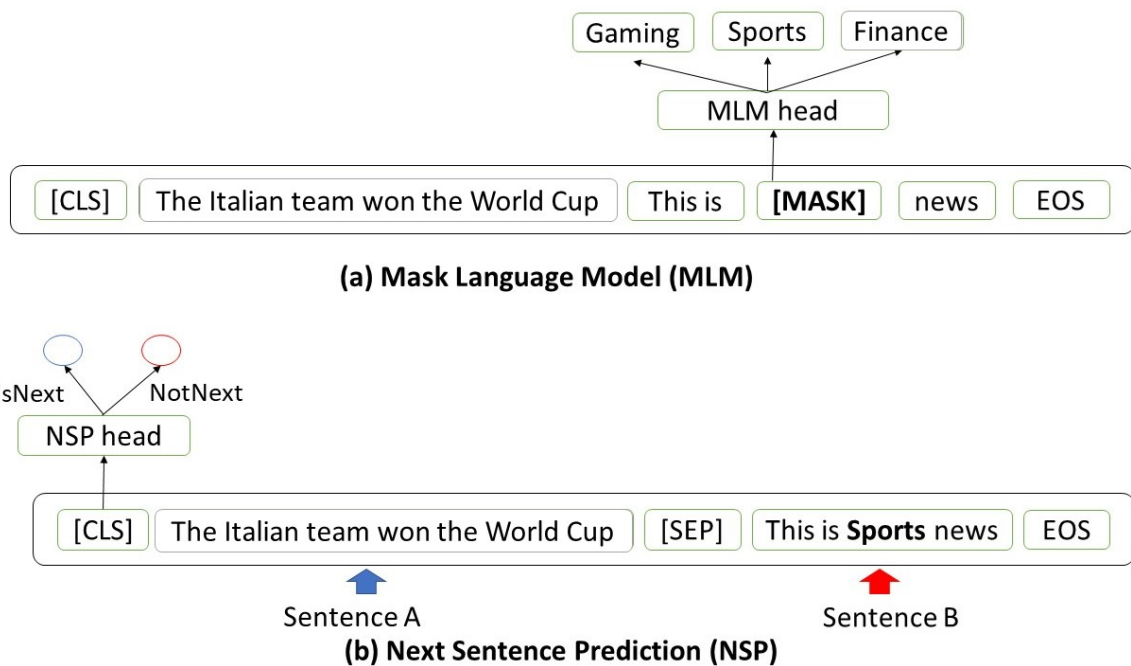 Gaming Sports Finance
MLM head
[CLS] The Italian team won the World Cup This is [MASK] news EOS
(a) Mask Language Model (MLM)
sNext NotNext
NSP head
[CLS] The Italian team won the World Cup [SEP] This is Sports news EOS
Sentence A Sentence B
(b) Next Sentence Prediction (NSP)